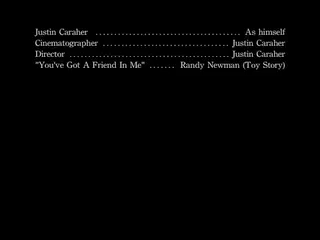 Justin Caraher ...................................... As himself
Cinematographer ................................. Justin Caraher
Director .......................................... Justin Caraher
"You've Got A Friend In Me" ....... Randy Newman (Toy Story)